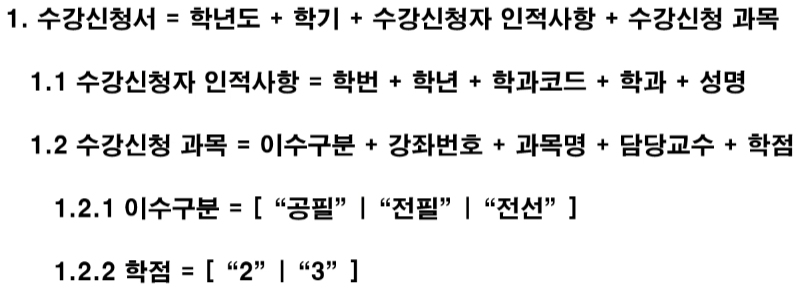 1. 수강신청서 = 학년도 + 학기 + 수강신청자 인적사항 + 수강신청 과목
1.1 수강신청자 인적사항 = 학번 + 학년 + 학과코드 + 학과 + 성명
1.2 수강신청 과목 = 이수구분 + 강좌번호 + 과목명 + 담당교수 + 학점
1.2.1 이수구분 = [ “공필” | “전필” | “전선” ]
1.2.2 학점 = [ “2” | “3” ]